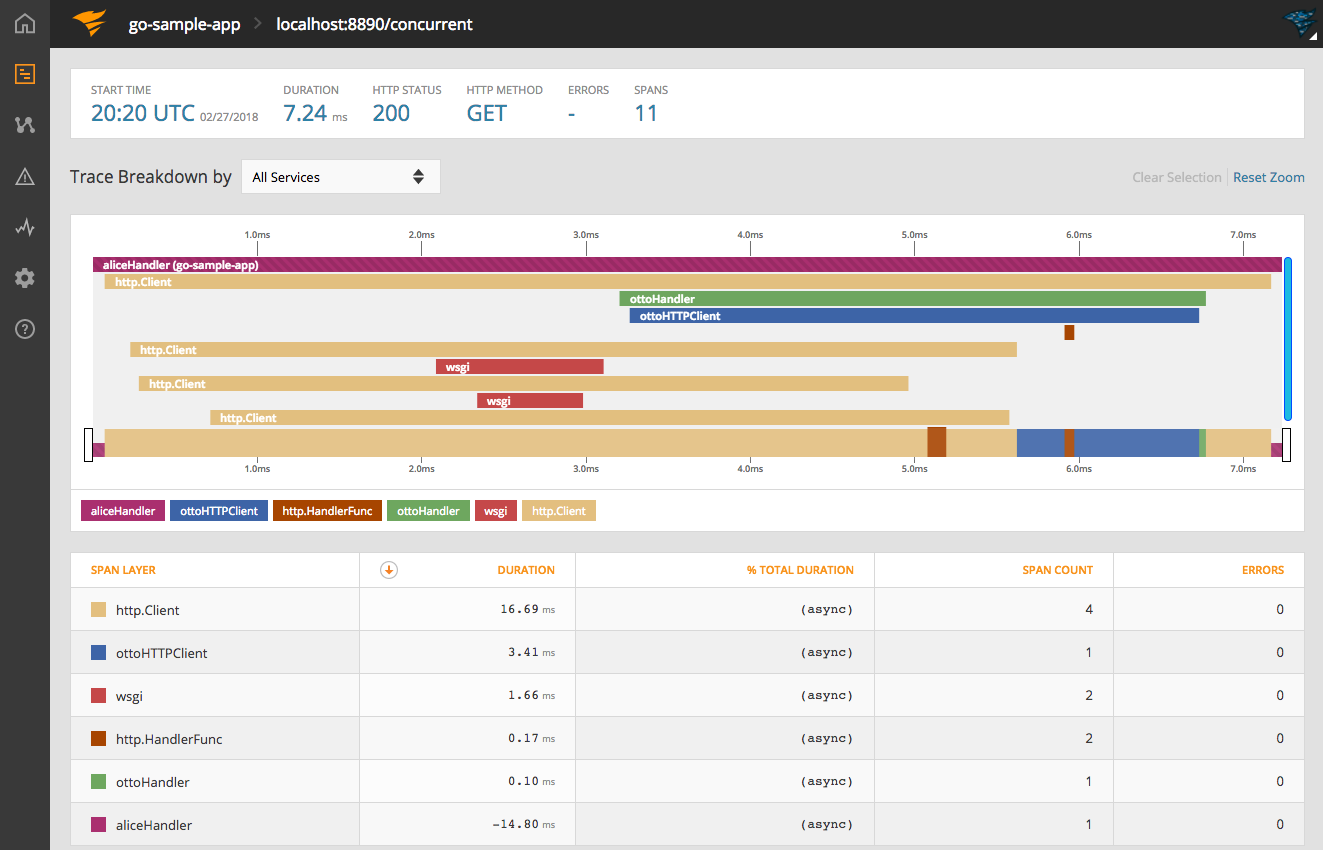 go-sample-app > localhost:8890/concurrent
START TIME DURATION HTTP STATUS HTTP METHOD ERRORS SPANS
20:20 UTC 02/27/2018 7.24 ms 200 GET - 11
Trace Breakdown by All Services Clear Selection Reset Zoom
1.0ms 2.0ms 3.0ms 4.0ms 5.0ms 6.0ms 7.0ms
aliceHandler (go-sample-app)
http.Client
ottoHandler
ottoHTTPClient
http.Client
wsgi
http.Client
wsgi
http.Client
1.0ms 2.0ms 3.0ms 4.0ms 5.0ms 6.0ms 7.0ms
aliceHandler ottoHTTPClient http.HandlerFunc ottoHandler wsgi http.Client
SPAN LAYER DURATION % TOTAL DURATION SPAN COUNT ERRORS
http.Client 16.69 ms (async) 4 0
ottoHTTPClient 3.41 ms (async) 1 0
wsgi 1.66 ms (async) 2 0
http.HandlerFunc 0.17 ms (async) 2 0
ottoHandler 0.10 ms (async) 1 0
aliceHandler -14.80 ms (async) 1 0